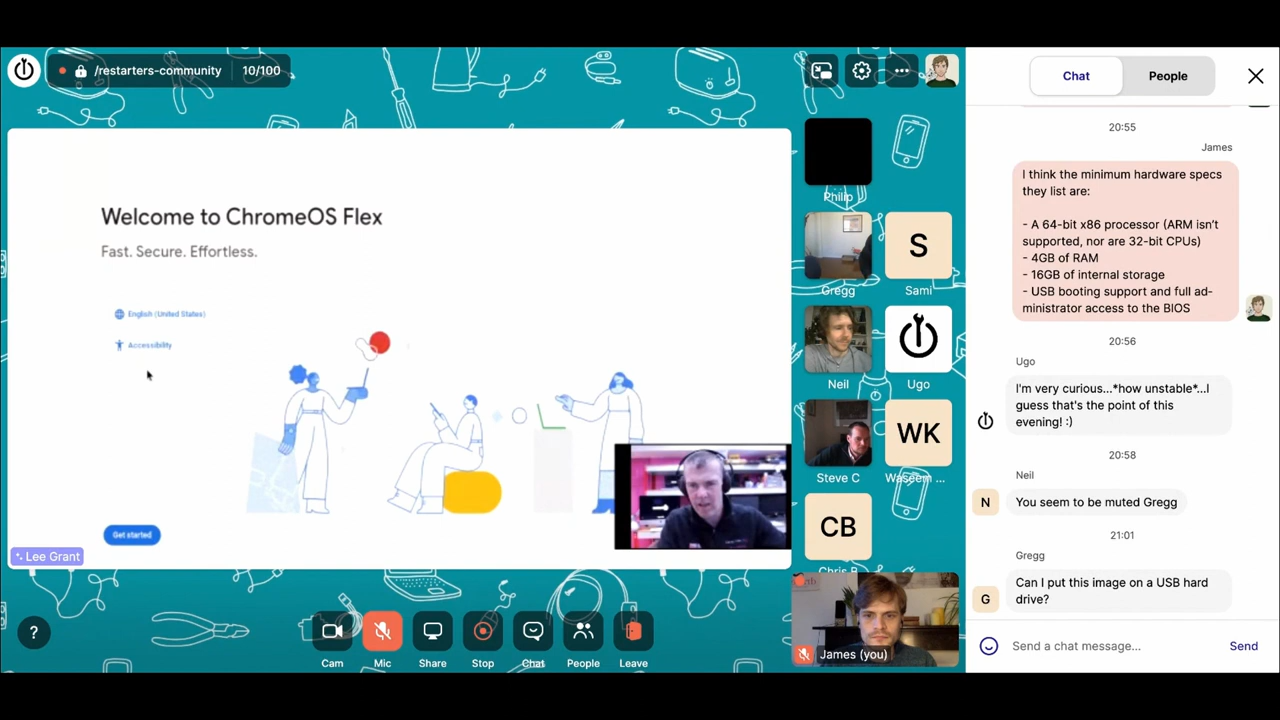 /restarters-community 10/100
Welcome to ChromeOS Flex
Fast. Secure. Effortless.
English (United States)
Accessibility
Get started
Lee Grant
Philip
Gregg
S
Sami
Neil
Ugo
Steve C
WK
Waseem ...
CB
Chris B
James (you)
?
Cam
Mic
Share
Stop
Chat
People
Leave
Chat
People
20:55
James
I think the minimum hardware specs
they list are:
- A 64-bit x86 processor (ARM isn't
supported, nor are 32-bit CPUs)
- 4GB of RAM
- 16GB of internal storage
- USB booting support and full ad-
ministrator access to the BIOS
20:56
Ugo
I'm very curious...*how unstable*...I
guess that's the point of this
evening! :)
20:58
Neil
N
You seem to be muted Gregg
21:01
Gregg
G
Can I put this image on a USB hard
drive?
Send a chat message...
Send